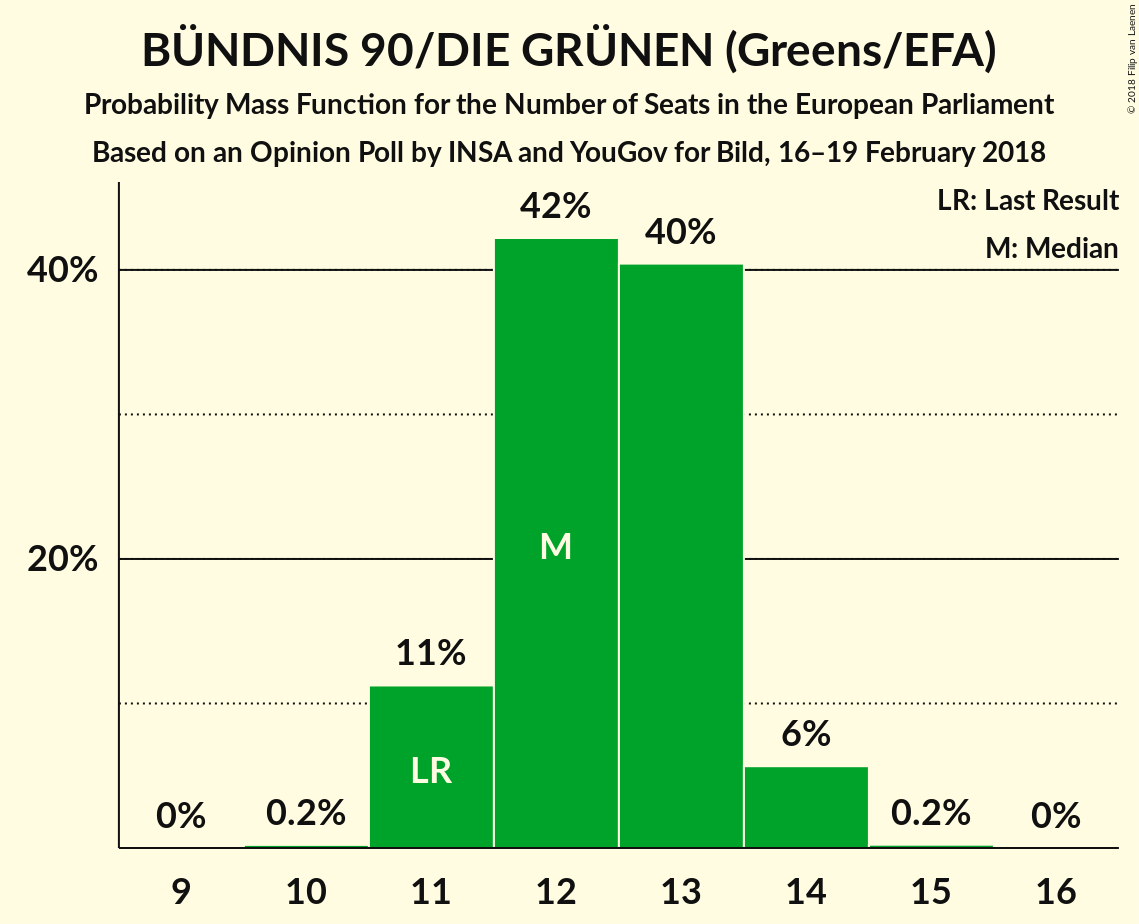 BÜNDNIS 90/DIE GRÜNEN (Greens/EFA)
Probability Mass Function for the Number of Seats in the European Parliament
Based on an Opinion Poll by INSA and YouGov for Bild, 16–19 February 2018
© 2018 Filip van Laenen
LR: Last Result
M: Median
40%
20%
0%
0.2%
11%
42%
40%
6%
0.2%
0%
LR
M
9 10 11 12 13 14 15 16